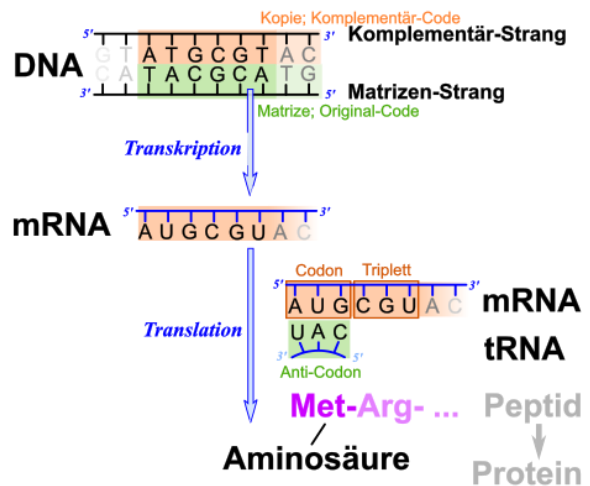 Kopie; Komplementär-Code
5' 3' Komplementär-Strang
G T A T G C G T A C
DNA
C A T A C G C A T G
3' 5' Matrizen-Strang
Matrize; Original-Code
Transkription
5' 3'
mRNA
A U G C G U A C
Codon Triplett
5' 3'
A U G C G U A C mRNA
Translation
U A C tRNA
3' 5'
Anti-Codon
Met-Arg- ... Peptid
Aminosäure Protein